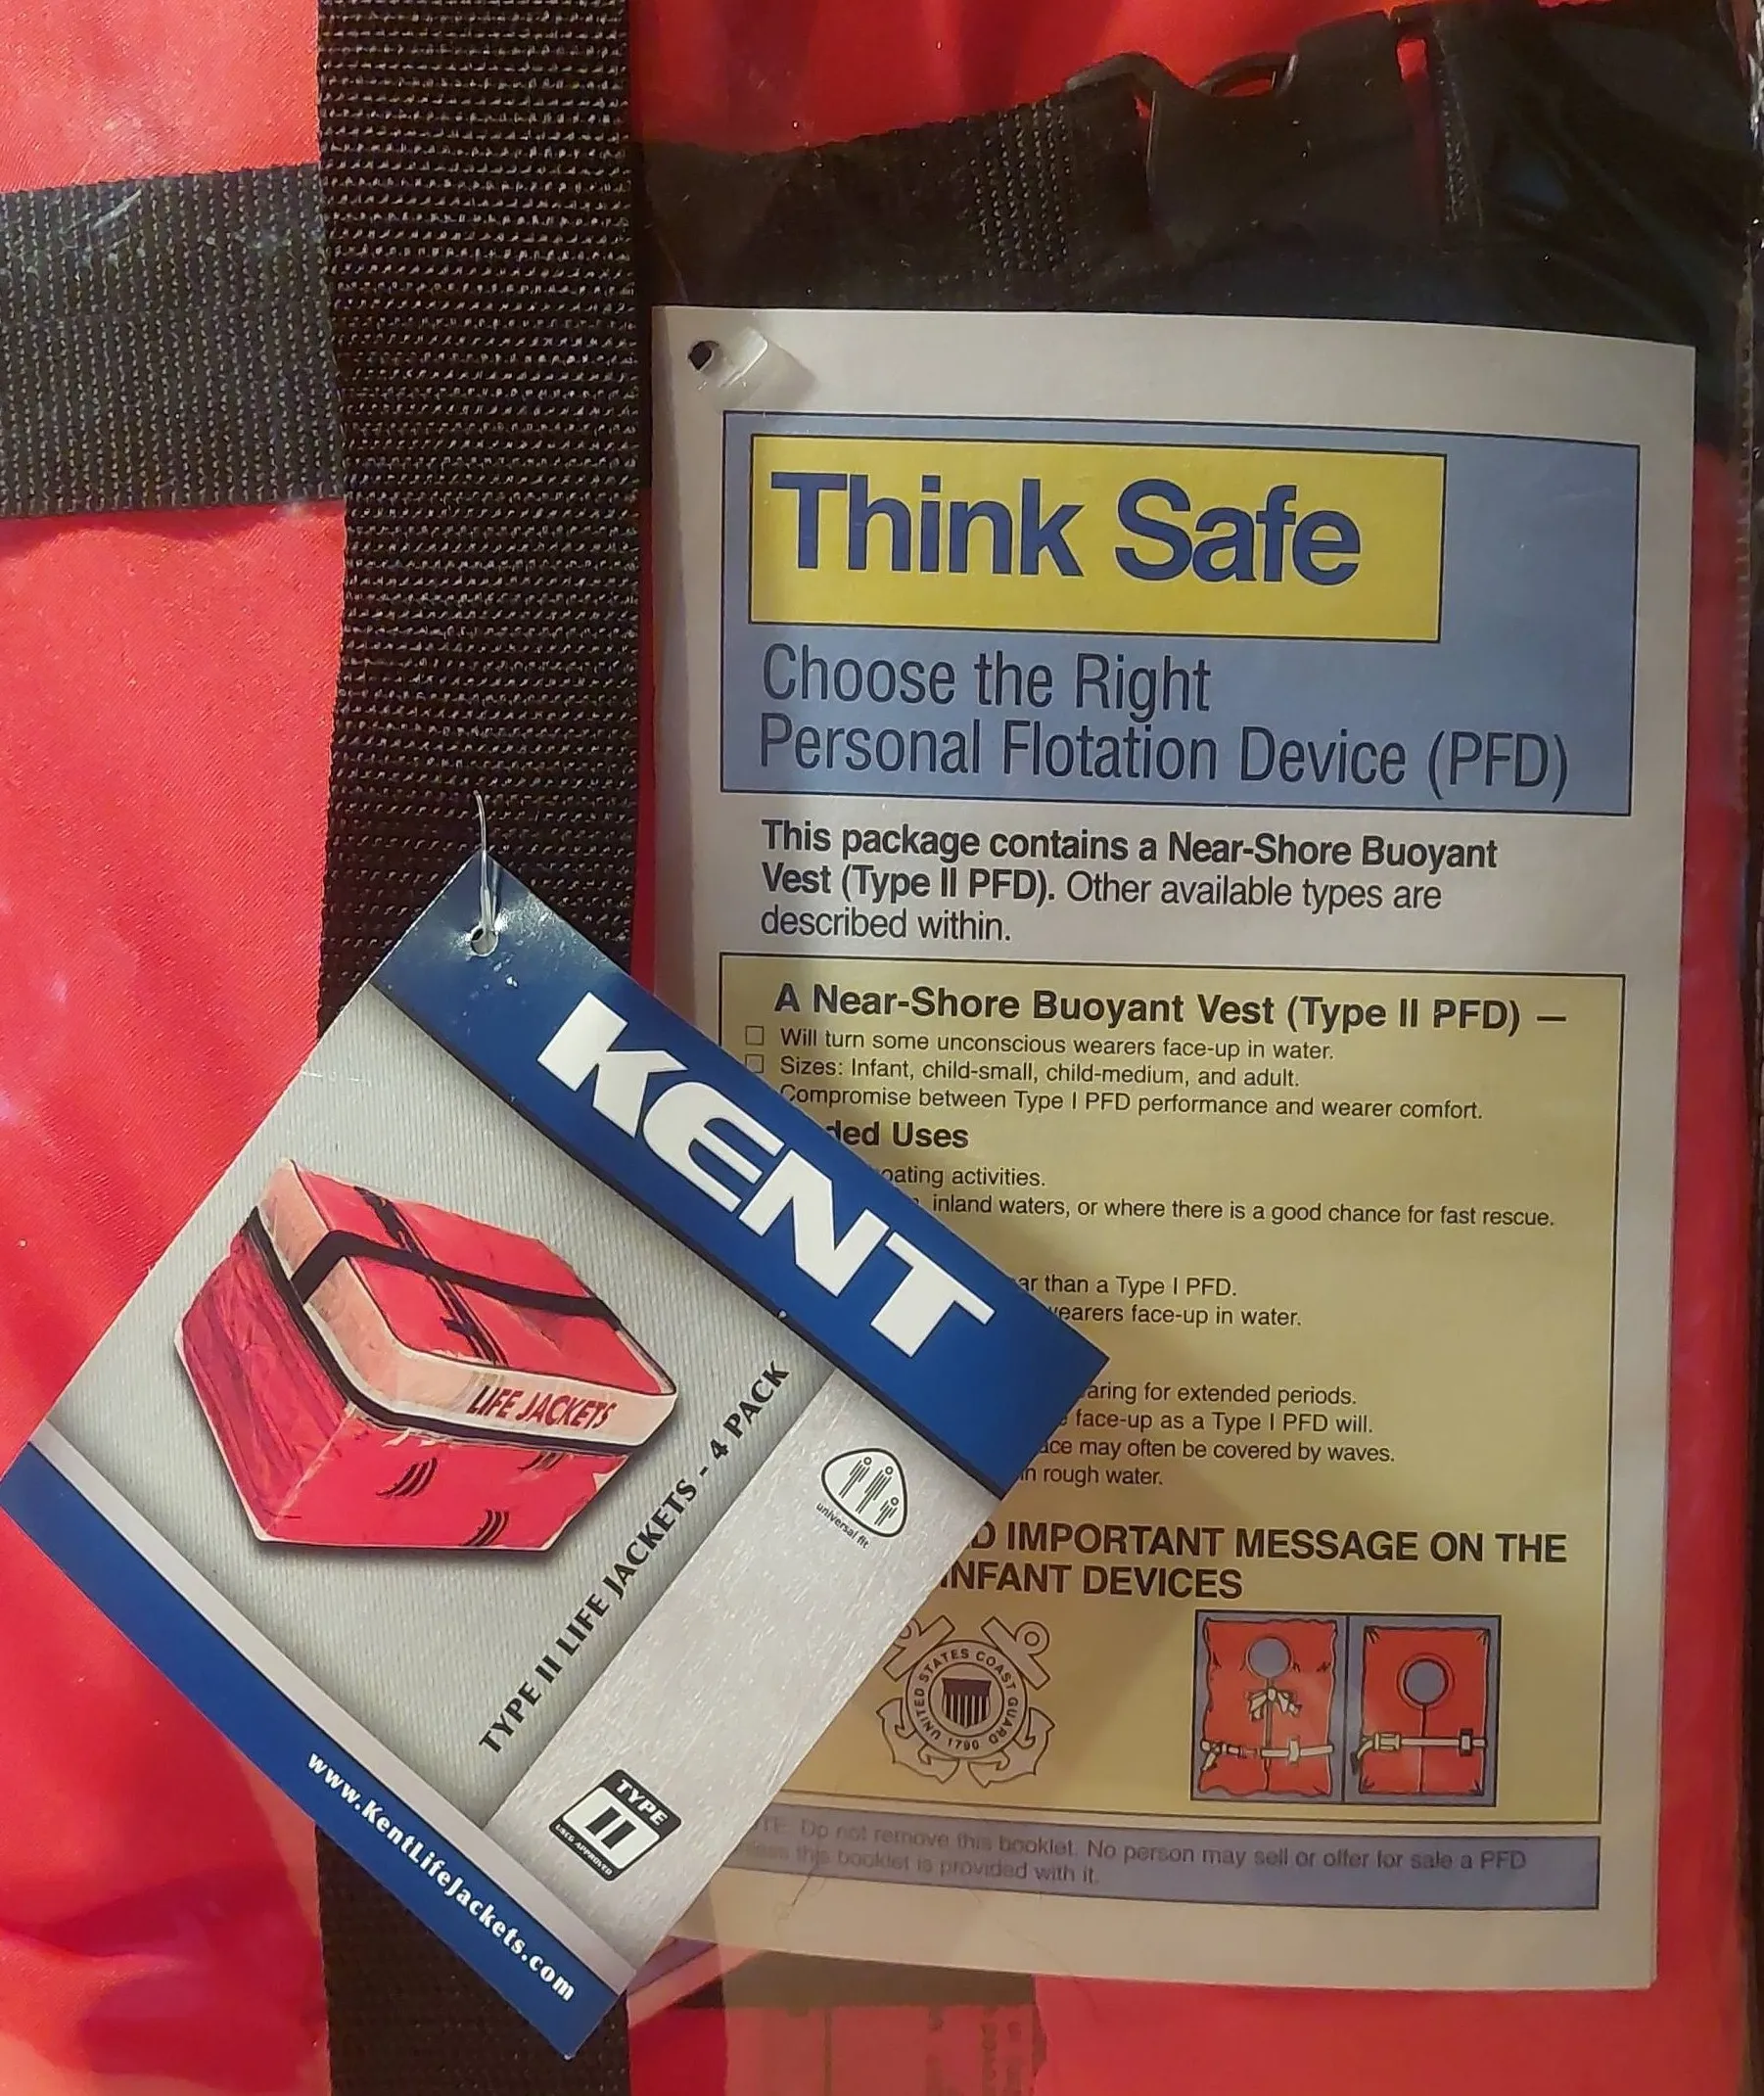 Think Safe
Choose the Right
Personal Flotation Device (PFD)
This package contains a Near-Shore Buoyant
Vest (Type II PFD). Other available types are
described within.
A Near-Shore Buoyant Vest (Type II PFD) —
Will turn some unconscious wearers face-up in water.
Sizes: Infant, child-small, child-medium, and adult.
Compromise between Type I PFD performance and wearer comfort.
Uses
activities.
inland waters, or where there is a good chance for fast rescue.
than a Type I PFD.
wearers face-up in water.
for extended periods.
face-up as a Type I PFD will.
may often be covered by waves.
in rough water.
IMPORTANT MESSAGE ON THE
INFANT DEVICES
UNITED STATES COAST GUARD
1790
Do not remove this booklet. No person may sell or offer for sale a PFD
this booklet is provided with it.
KENT
LIFE JACKETS
TYPE II LIFE JACKETS - 4 PACK
universal fit
TYPE
II
USCG APPROVED
www.KentLifeJackets.com